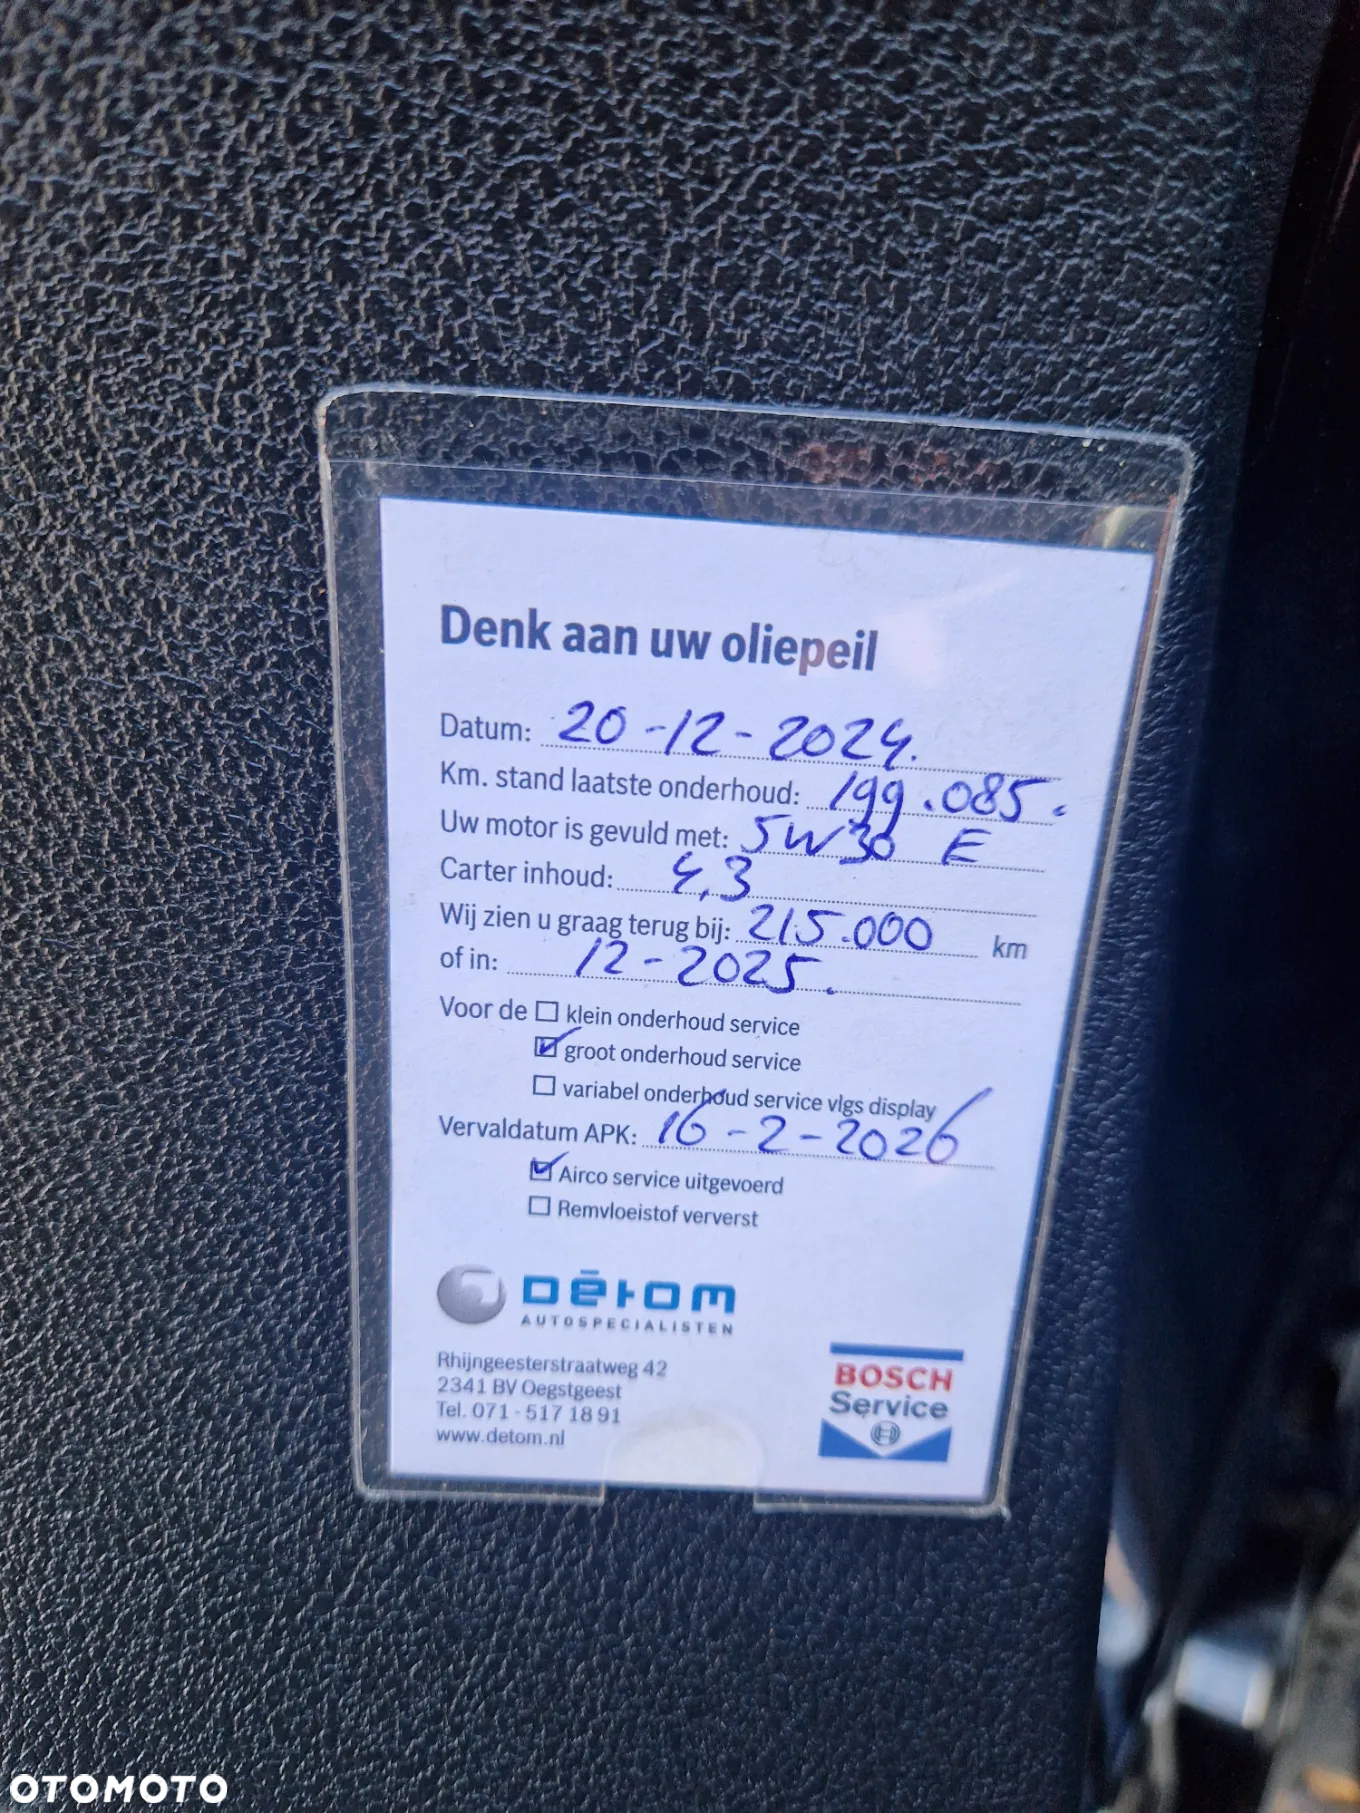 Denk aan uw oliepeil
Datum: 20-12-2024.
Km. stand laatste onderhoud: 199.085.
Uw motor is gevuld met: 5W30 E
Carter inhoud: 4,3
Wij zien u graag terug bij: 215.000 km
of in: 12-2025.
Voor de ☐ klein onderhoud service
☑ groot onderhoud service
☐ variabel onderhoud service vlgs display
Vervaldatum APK: 16-2-2026
☑ Airco service uitgevoerd
☐ Remvloeistof ververst
DÉTOM
AUTOSPECIALISTEN
Rhijngeesterstraatweg 42
2341 BV Oegstgeest
Tel. 071 - 517 18 91
www.detom.nl
BOSCH
Service
OTOMOTO